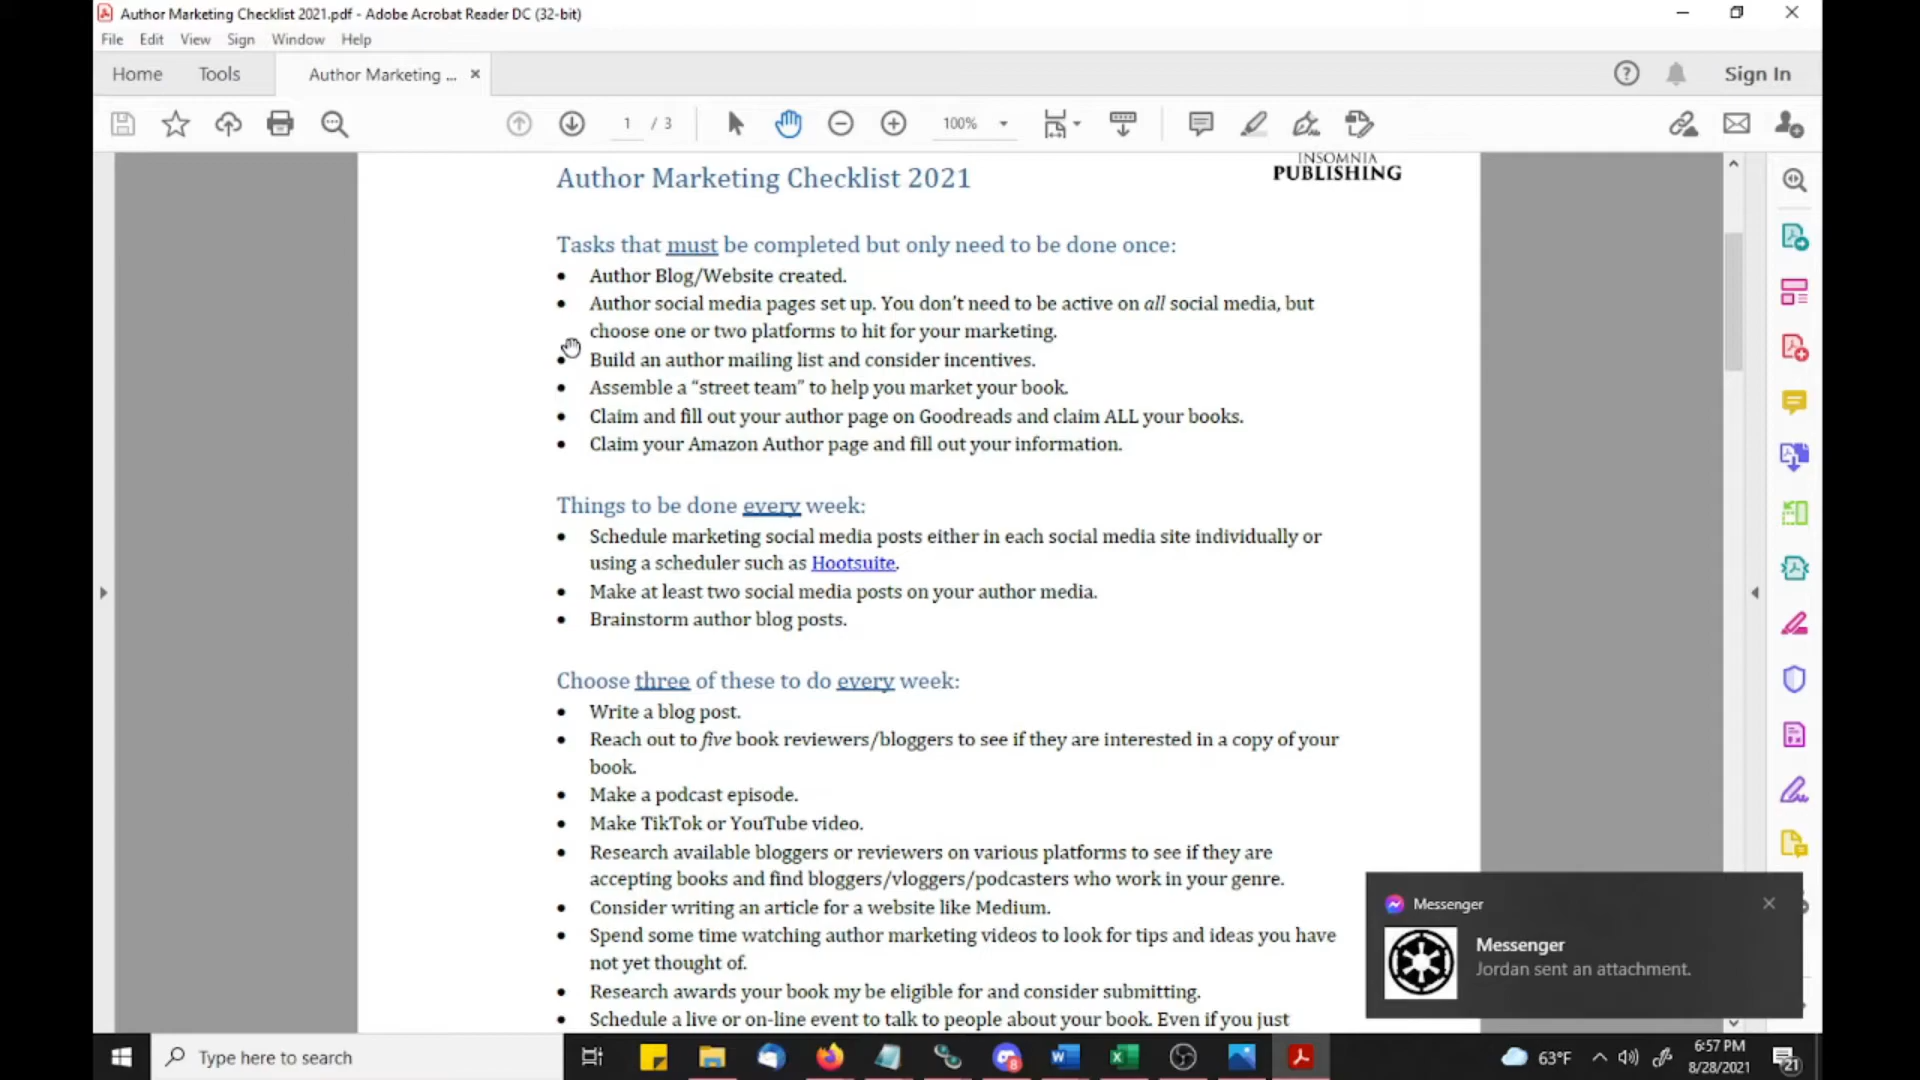 Author Marketing Checklist 2021.pdf - Adobe Acrobat Reader DC (32-bit)
File Edit View Sign Window Help
Home Tools Author Marketing ... × Sign In
1 / 3 100%
INSOMNIA
PUBLISHING
Author Marketing Checklist 2021
Tasks that must be completed but only need to be done once:
• Author Blog/Website created.
• Author social media pages set up. You don't need to be active on all social media, but
choose one or two platforms to hit for your marketing.
• Build an author mailing list and consider incentives.
• Assemble a “street team” to help you market your book.
• Claim and fill out your author page on Goodreads and claim ALL your books.
• Claim your Amazon Author page and fill out your information.
Things to be done every week:
• Schedule marketing social media posts either in each social media site individually or
using a scheduler such as Hootsuite.
• Make at least two social media posts on your author media.
• Brainstorm author blog posts.
Choose three of these to do every week:
• Write a blog post.
• Reach out to five book reviewers/bloggers to see if they are interested in a copy of your
book.
• Make a podcast episode.
• Make TikTok or YouTube video.
• Research available bloggers or reviewers on various platforms to see if they are
accepting books and find bloggers/vloggers/podcasters who work in your genre.
• Consider writing an article for a website like Medium.
• Spend some time watching author marketing videos to look for tips and ideas you have
not yet thought of.
• Research awards your book my be eligible for and consider submitting.
• Schedule a live or on-line event to talk to people about your book. Even if you just
Messenger
Messenger
Jordan sent an attachment.
Type here to search
63°F
6:57 PM
8/28/2021
21